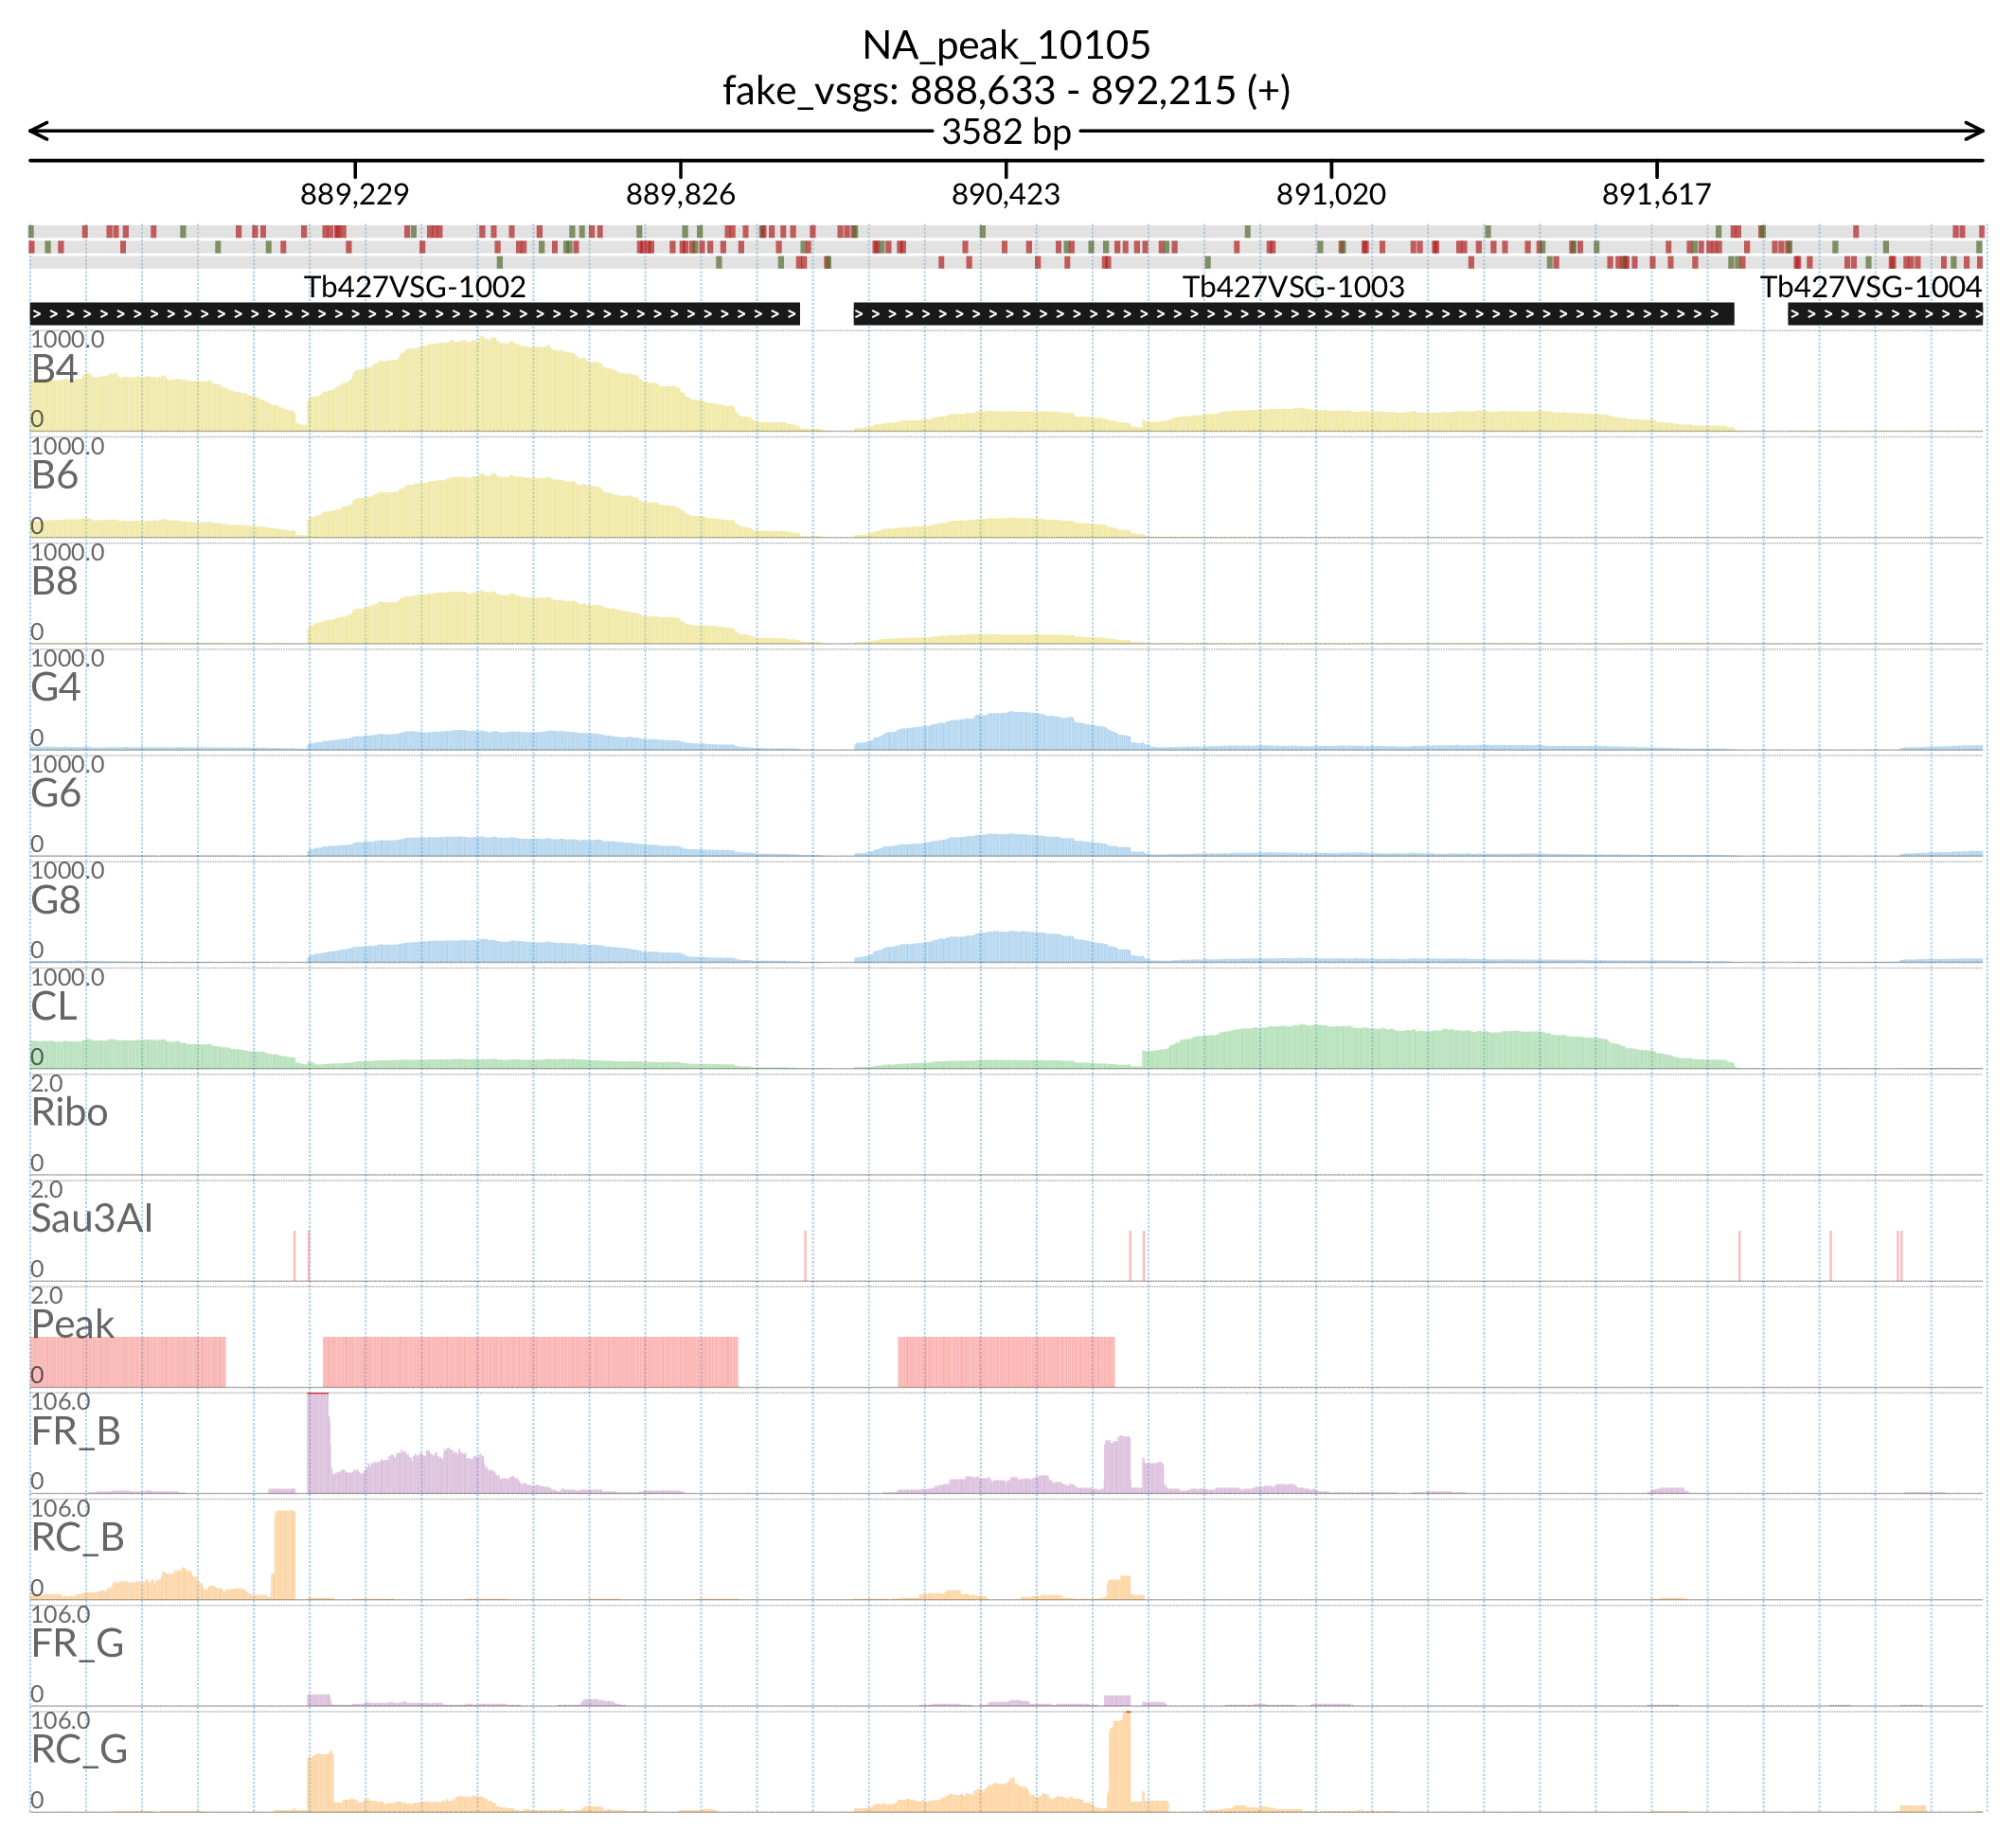 NA_peak_10105
fake_vsgs: 888,633 - 892,215 (+)
3582 bp
889,229 889,826 890,423 891,020 891,617
Tb427VSG-1002 Tb427VSG-1003 Tb427VSG-1004
1000.0
B4
0
1000.0
B6
0
1000.0
B8
0
1000.0
G4
0
1000.0
G6
0
1000.0
G8
0
1000.0
CL
0
2.0
Ribo
0
2.0
Sau3AI
0
2.0
Peak
0
106.0
FR_B
0
106.0
RC_B
0
106.0
FR_G
0
106.0
RC_G
0